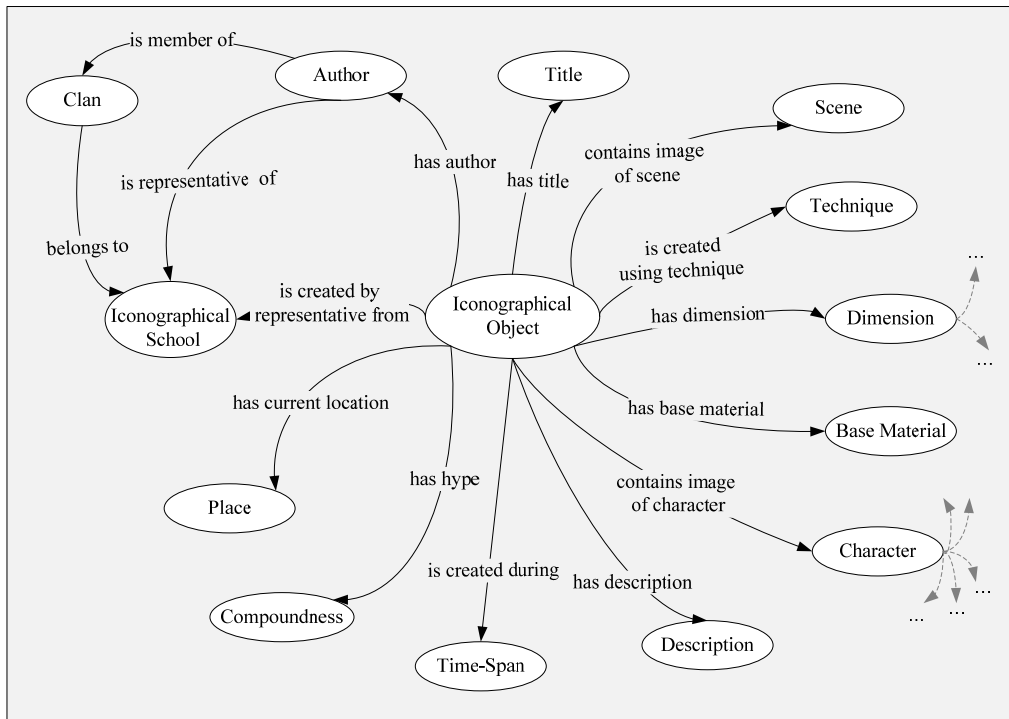 is member of
Author
Title
Clan
Scene
contains image
of scene
has author
has title
is representative of
Technique
is created
using technique
belongs to
...
is created by
representative from
Iconographical
School
Iconographical
Object
has dimension
Dimension
...
has current location
has base material
Base Material
has hype
contains image
of character
Place
Character
is created during
has description
...
...
...
Compoundness
Description
Time-Span